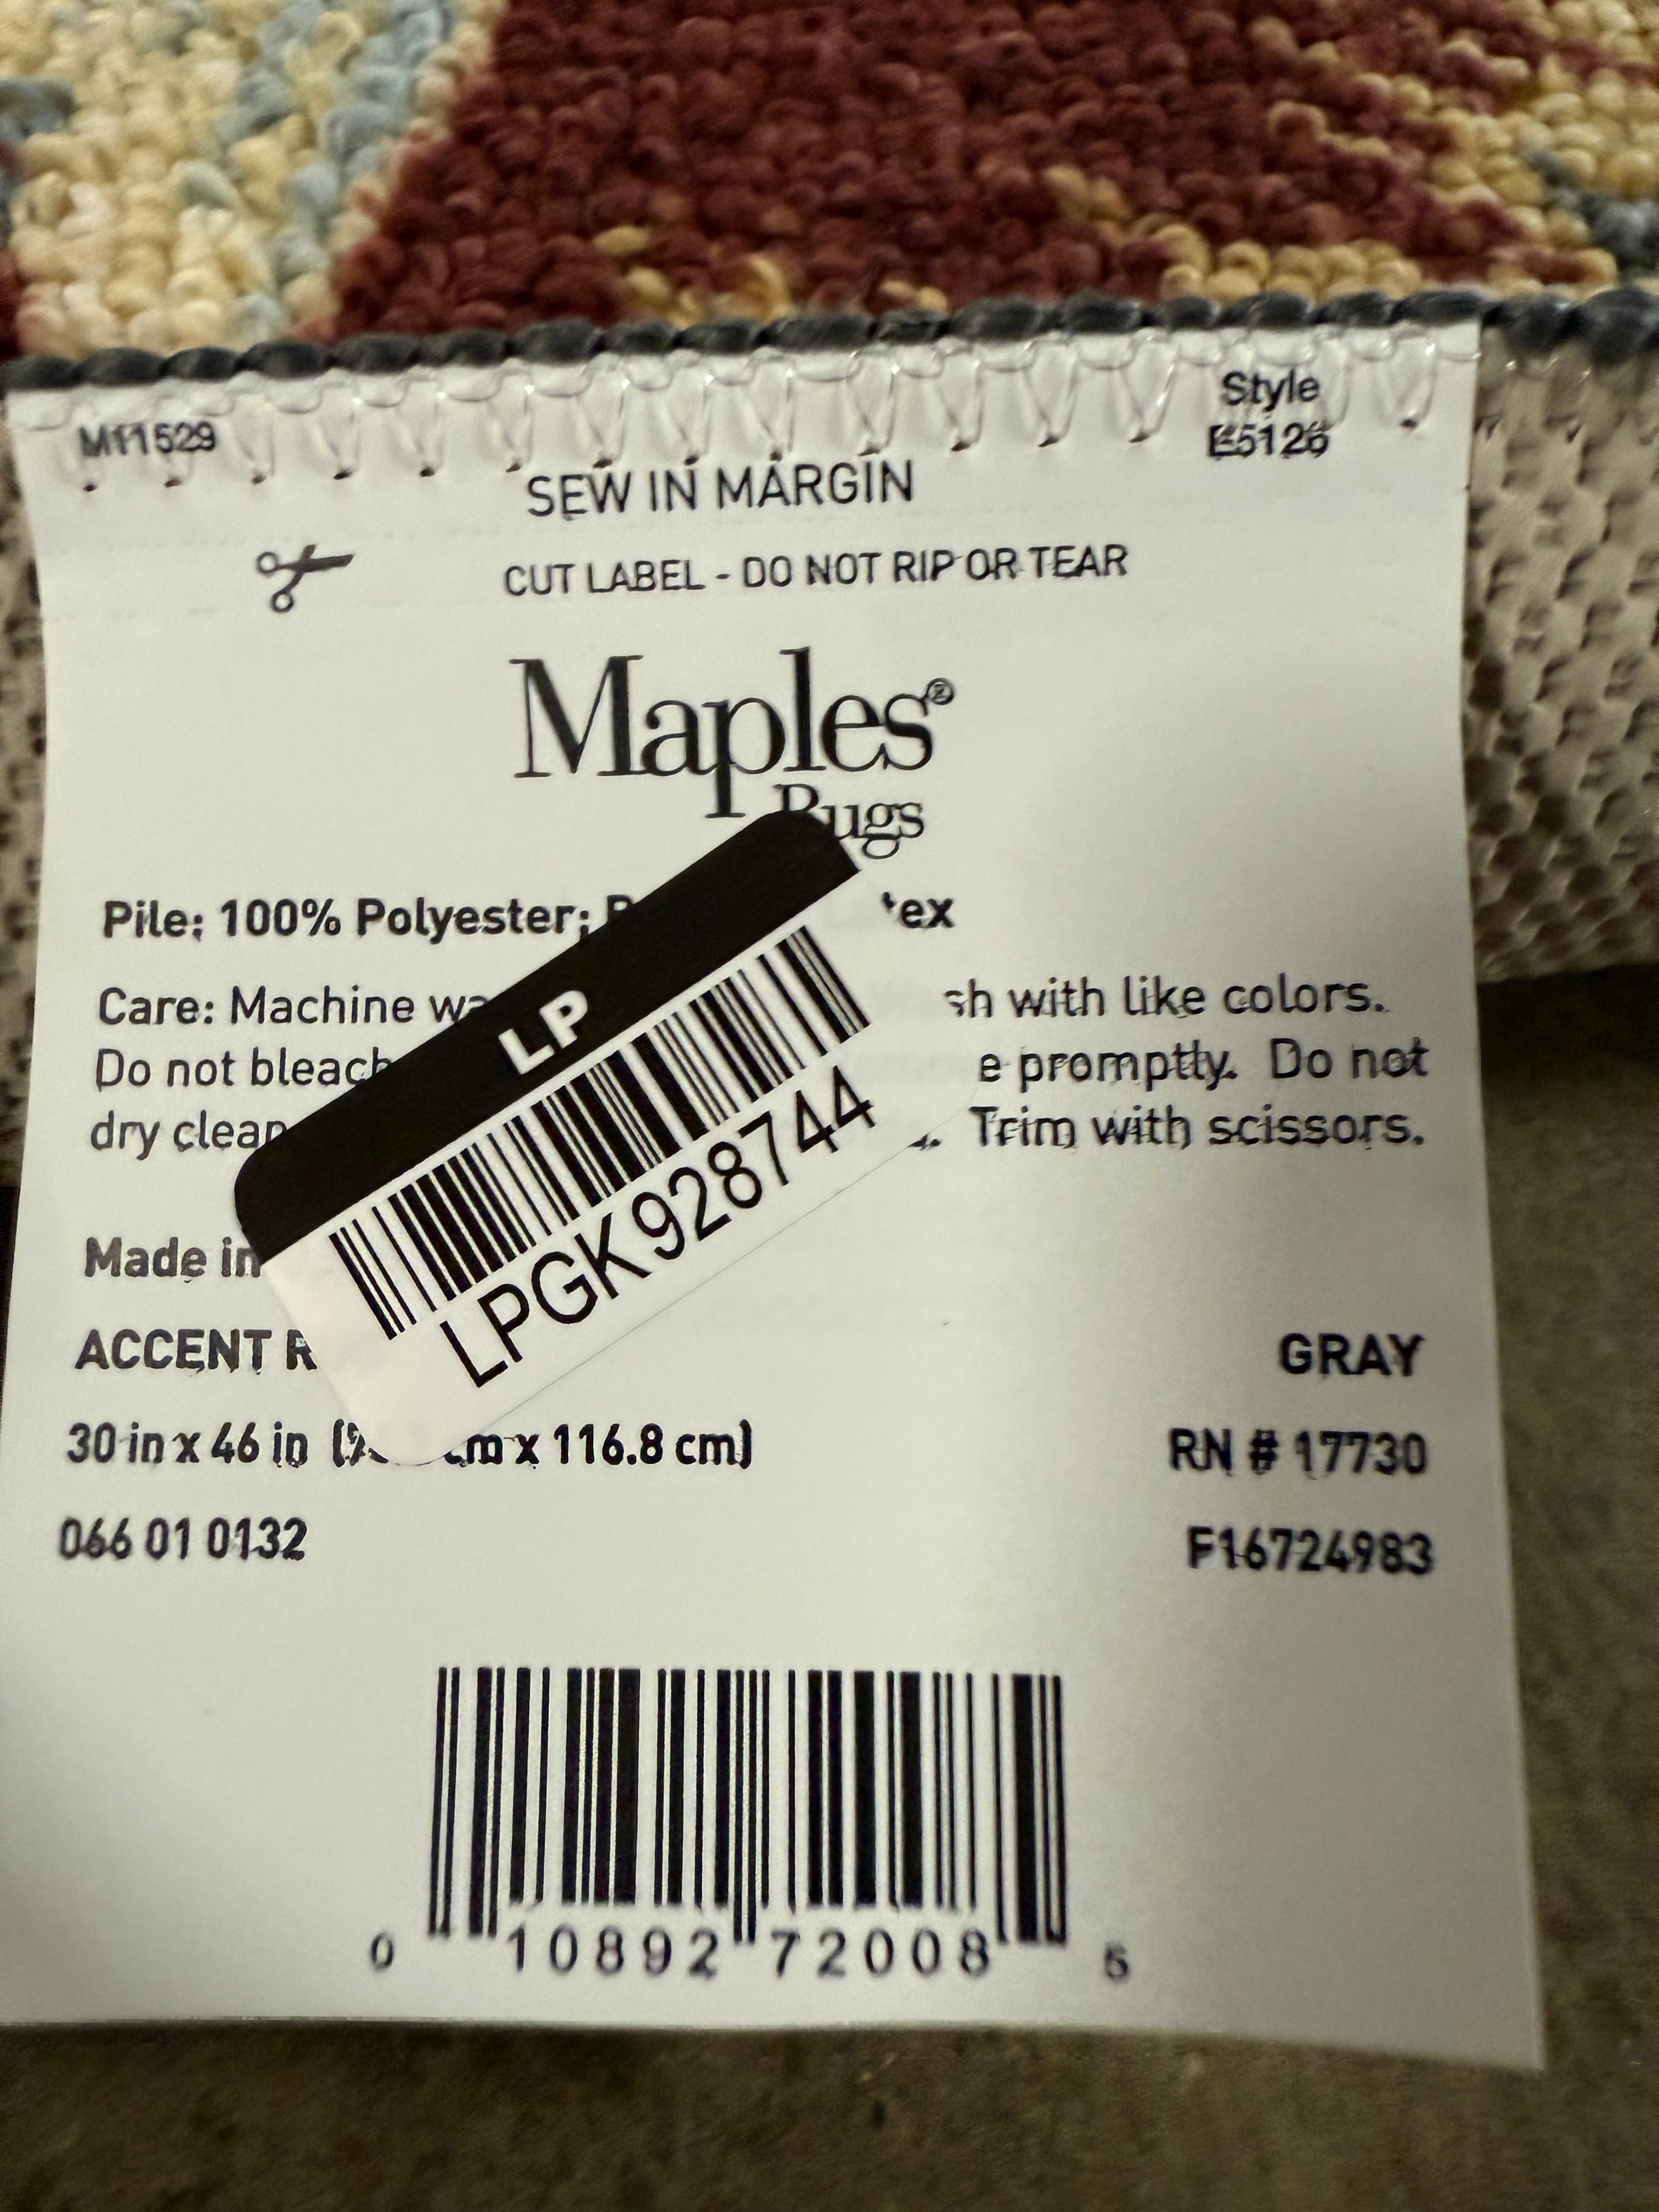 M11529
Style
E5126
SEW IN MARGIN
CUT LABEL - DO NOT RIP OR TEAR
Maples®
Rugs
Pile: 100% Polyester;
Care: Machine with like colors.
Do not bleach promptly. Do not
dry clean Trim with scissors.
LP
LPGK928744
Made in
ACCENT GRAY
30 in x 46 in cm x 116.8 cm) RN # 17730
066 01 0132 F16724983
0 10892 72008 5